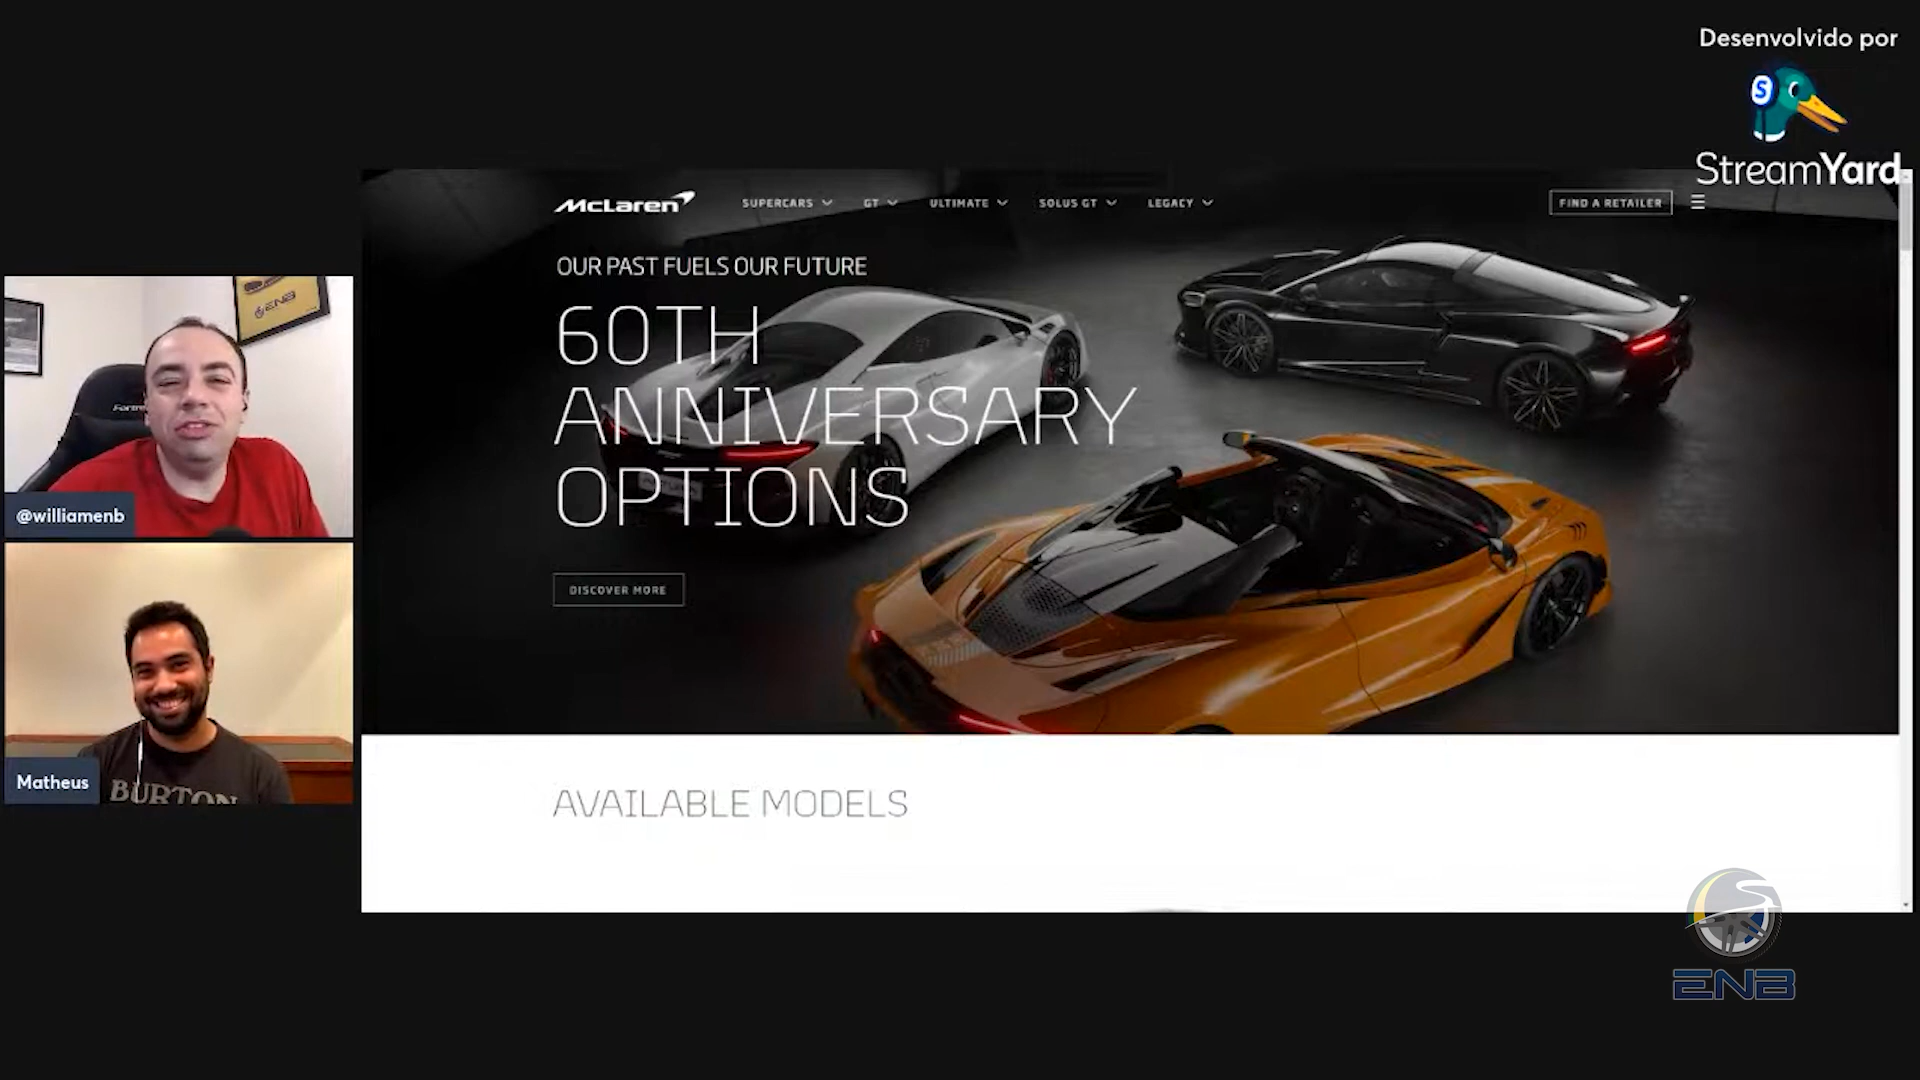 Desenvolvido por
StreamYard
McLaren
SUPERCARS
GT
ULTIMATE
SOLUS GT
LEGACY
FIND A RETAILER
OUR PAST FUELS OUR FUTURE
60TH
ANNIVERSARY
OPTIONS
DISCOVER MORE
AVAILABLE MODELS
ENB
@williamenb
BURTON
Matheus
ENB